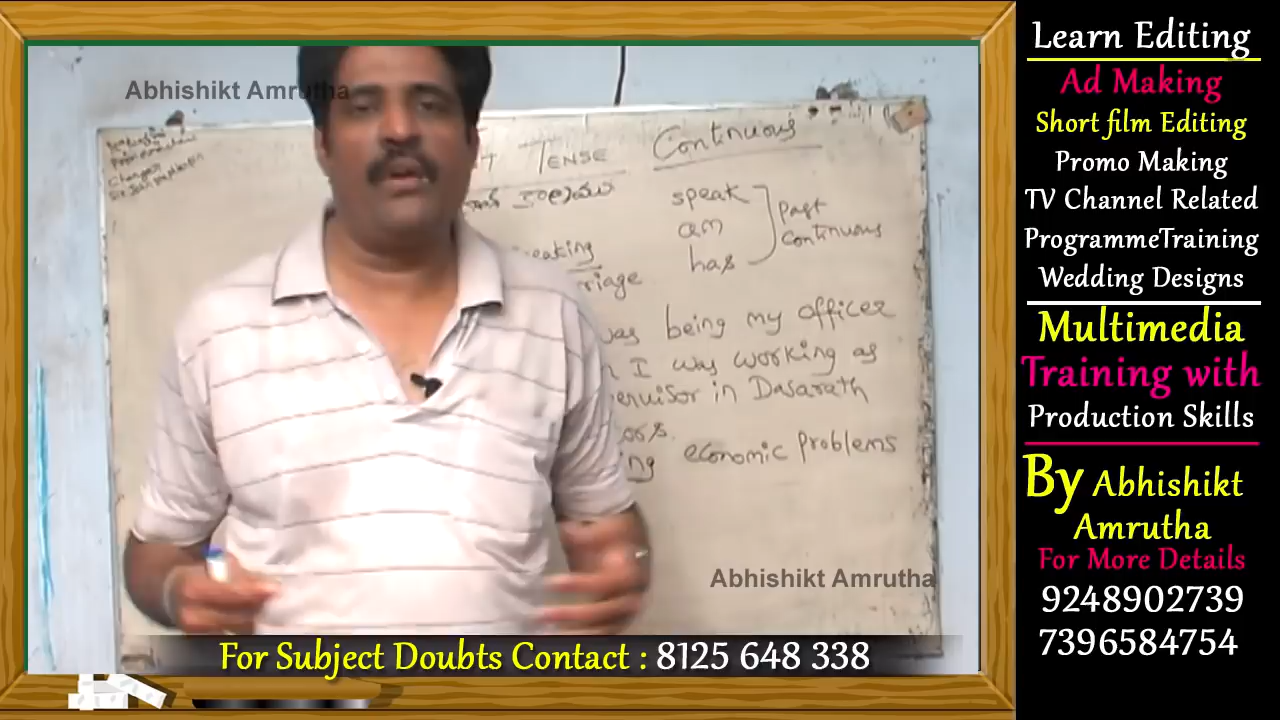 Abhishikt Amrutha
TENSE
Continuous
speak
am
has
Past
Continuous
being my officer
I was working as
in Dasarath
economic problems
Abhishikt Amrutha
For Subject Doubts Contact : 8125 648 338
Learn Editing
Ad Making
Short film Editing
Promo Making
TV Channel Related
ProgrammeTraining
Wedding Designs
Multimedia
Training with
Production Skills
By Abhishikt
Amrutha
For More Details
9248902739
7396584754